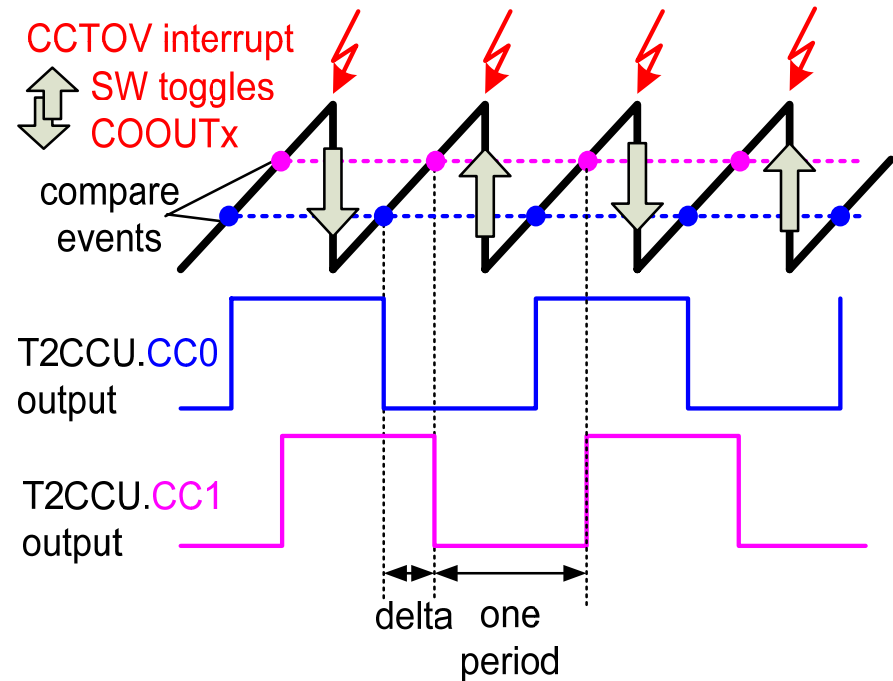 CCTOV interrupt
SW toggles
COOUTx
compare
events
T2CCU.CC0
output
T2CCU.CC1
output
delta
one
period